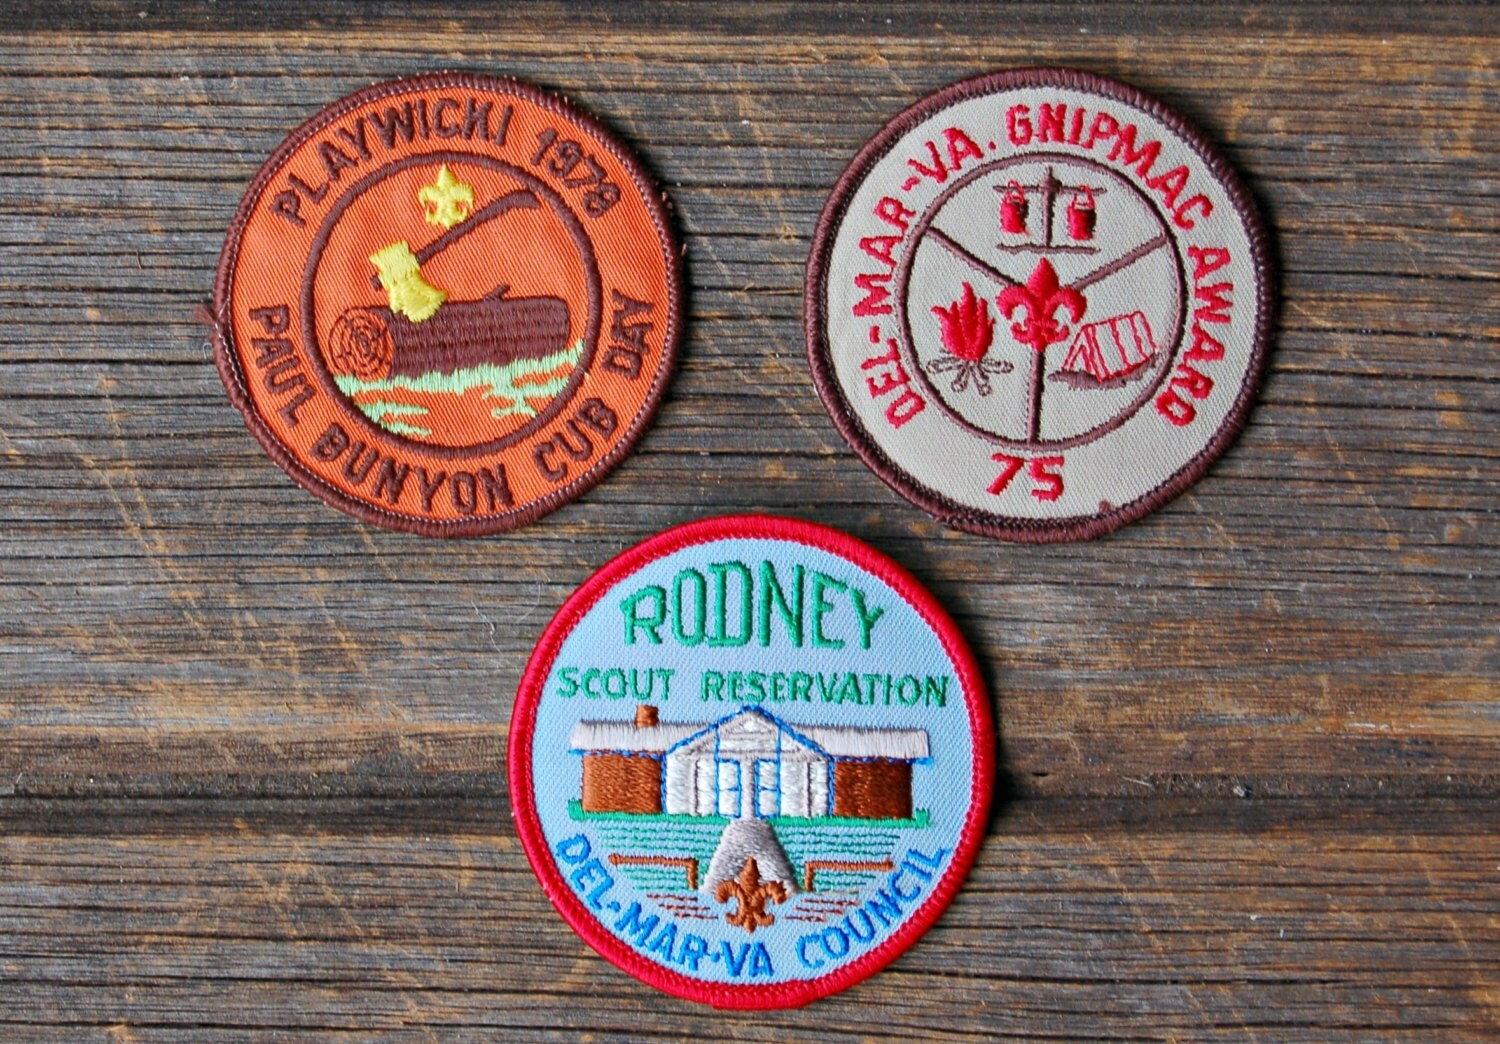 PLAYWICKI 1978
PAUL BUNYON CUB DAY
DEL-MAR-VA. GNIPMAC AWARD
75
RODNEY
SCOUT RESERVATION
DEL-MAR-VA COUNCIL